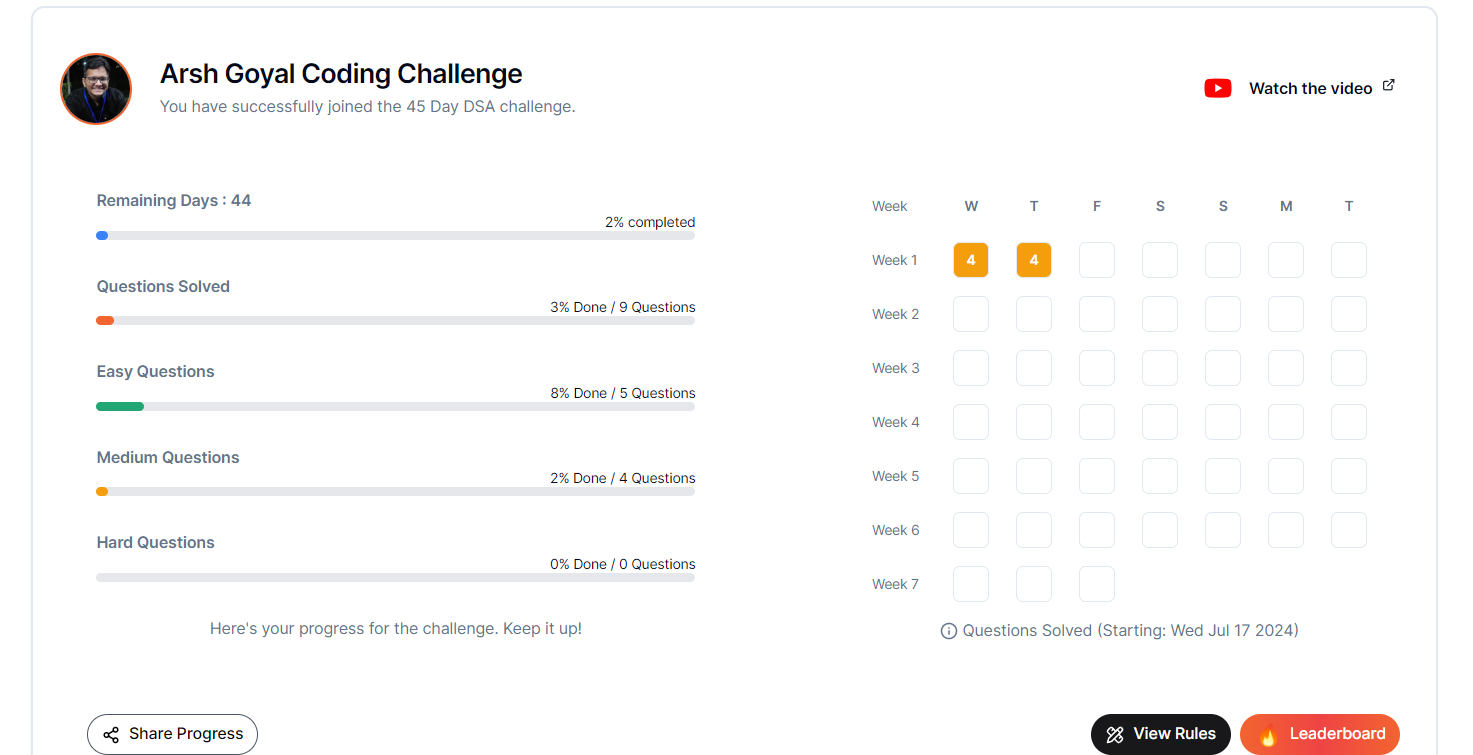 Arsh Goyal Coding Challenge
You have successfully joined the 45 Day DSA challenge.
Watch the video
Remaining Days : 44
2% completed
Questions Solved
3% Done / 9 Questions
Easy Questions
8% Done / 5 Questions
Medium Questions
2% Done / 4 Questions
Hard Questions
0% Done / 0 Questions
Here's your progress for the challenge. Keep it up!
Week W T F S S M T
Week 1 4 4
Week 2
Week 3
Week 4
Week 5
Week 6
Week 7
Questions Solved (Starting: Wed Jul 17 2024)
Share Progress
View Rules
Leaderboard